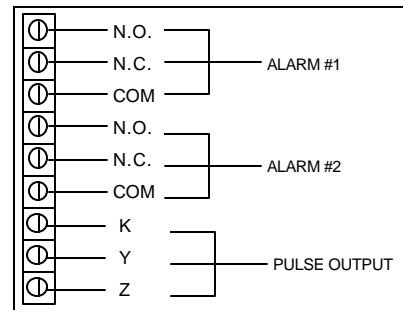 N.O.
N.C.
ALARM #1
COM
N.O.
N.C.
ALARM #2
COM
K
Y
Z
PULSE OUTPUT